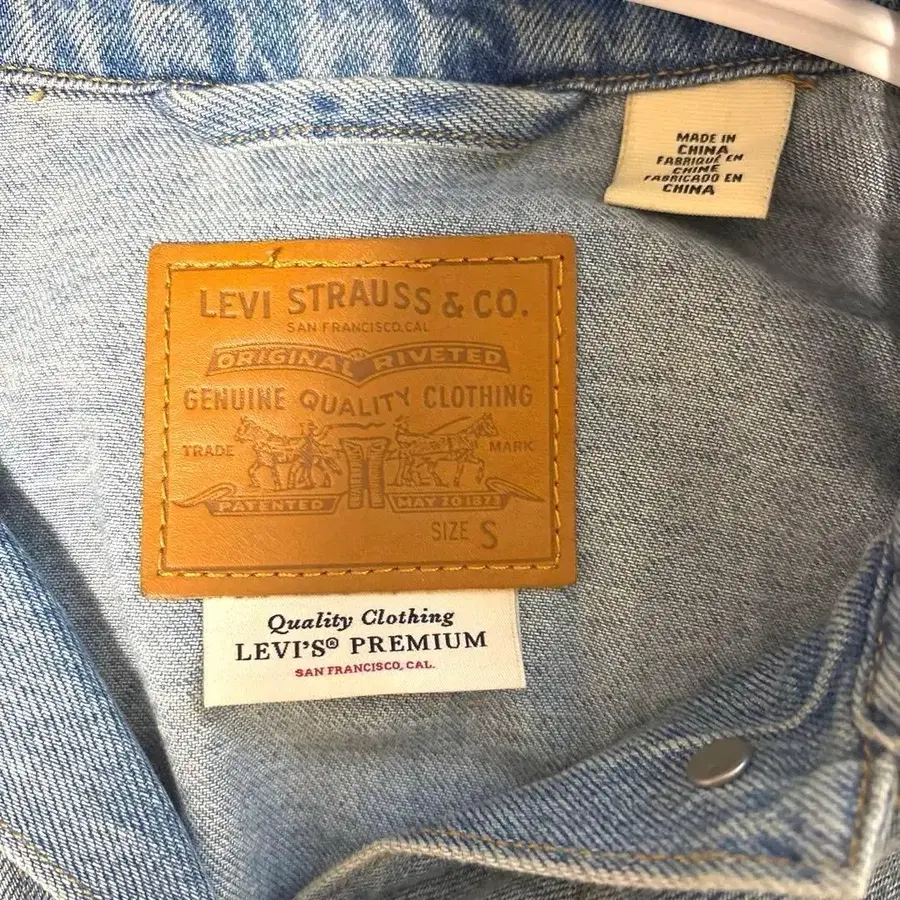 MADE IN
CHINA
FABRIQUÉ EN
CHINE
FABRICADO EN
CHINA
LEVI STRAUSS & CO.
SAN FRANCISCO, CAL
ORIGINAL RIVETED
GENUINE QUALITY CLOTHING
TRADE MARK
PATENTED MAY 20 1873
SIZE S
Quality Clothing
LEVI'S® PREMIUM
SAN FRANCISCO, CAL.